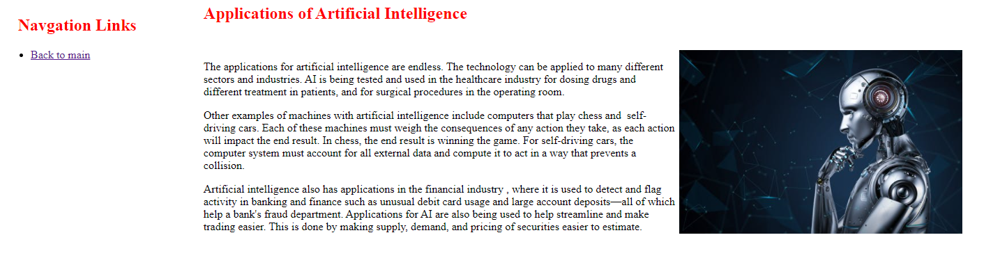 Navgation Links
Back to main
Applications of Artificial Intelligence
The applications for artificial intelligence are endless. The technology can be applied to many different
sectors and industries. AI is being tested and used in the healthcare industry for dosing drugs and
different treatment in patients, and for surgical procedures in the operating room.
Other examples of machines with artificial intelligence include computers that play chess and  self-
driving cars. Each of these machines must weigh the consequences of any action they take, as each action
will impact the end result. In chess, the end result is winning the game. For self-driving cars, the
computer system must account for all external data and compute it to act in a way that prevents a
collision.
Artificial intelligence also has applications in the financial industry , where it is used to detect and flag
activity in banking and finance such as unusual debit card usage and large account deposits—all of which
help a bank's fraud department. Applications for AI are also being used to help streamline and make
trading easier. This is done by making supply, demand, and pricing of securities easier to estimate.